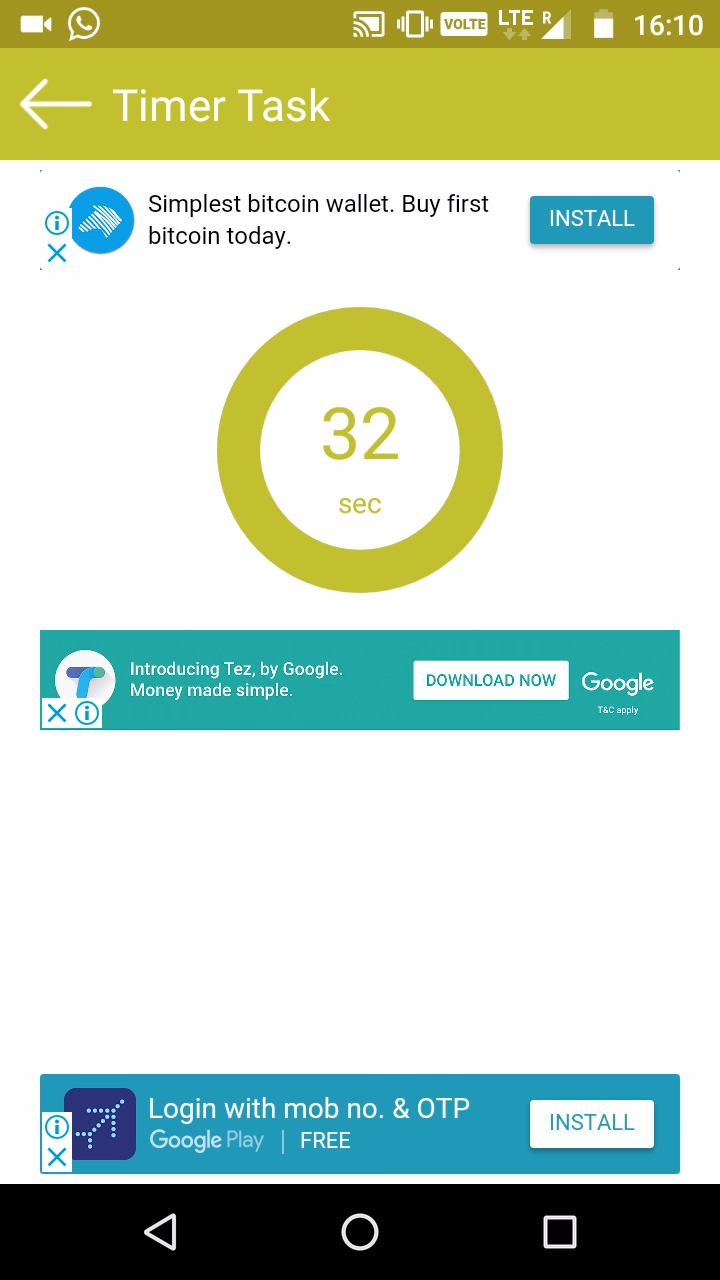 VOLTE LTE R 16:10
Timer Task
Simplest bitcoin wallet. Buy first
bitcoin today.
INSTALL
32
sec
Introducing Tez, by Google.
Money made simple.
DOWNLOAD NOW
Google
T&C apply
Login with mob no. & OTP
Google Play | FREE
INSTALL